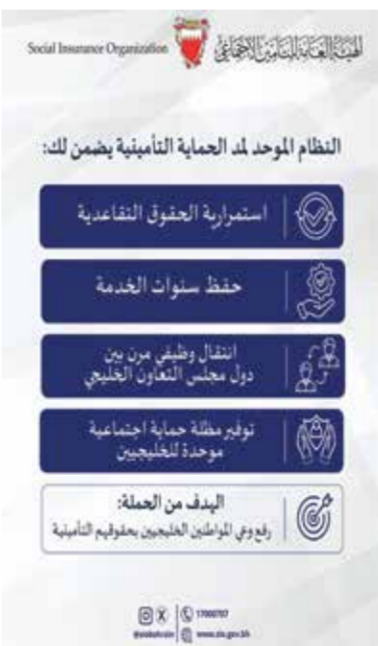 Social Insurance Organization
الهيئة العامة للتأمين الاجتماعي
النظام الموحد لمد الحماية التأمينية يضمن لك:
استمرارية الحقوق التقاعدية
حفظ سنوات الخدمة
انتقال وظيفي مرن بين
دول مجلس التعاون الخليجي
توفير مظلة حماية اجتماعية
موحدة للخليجيين
الهدف من الحملة:
رفع وعي المواطنين الخليجيين بحقوقهم التأمينية
17000707
@siobahrain
www.sio.gov.bh